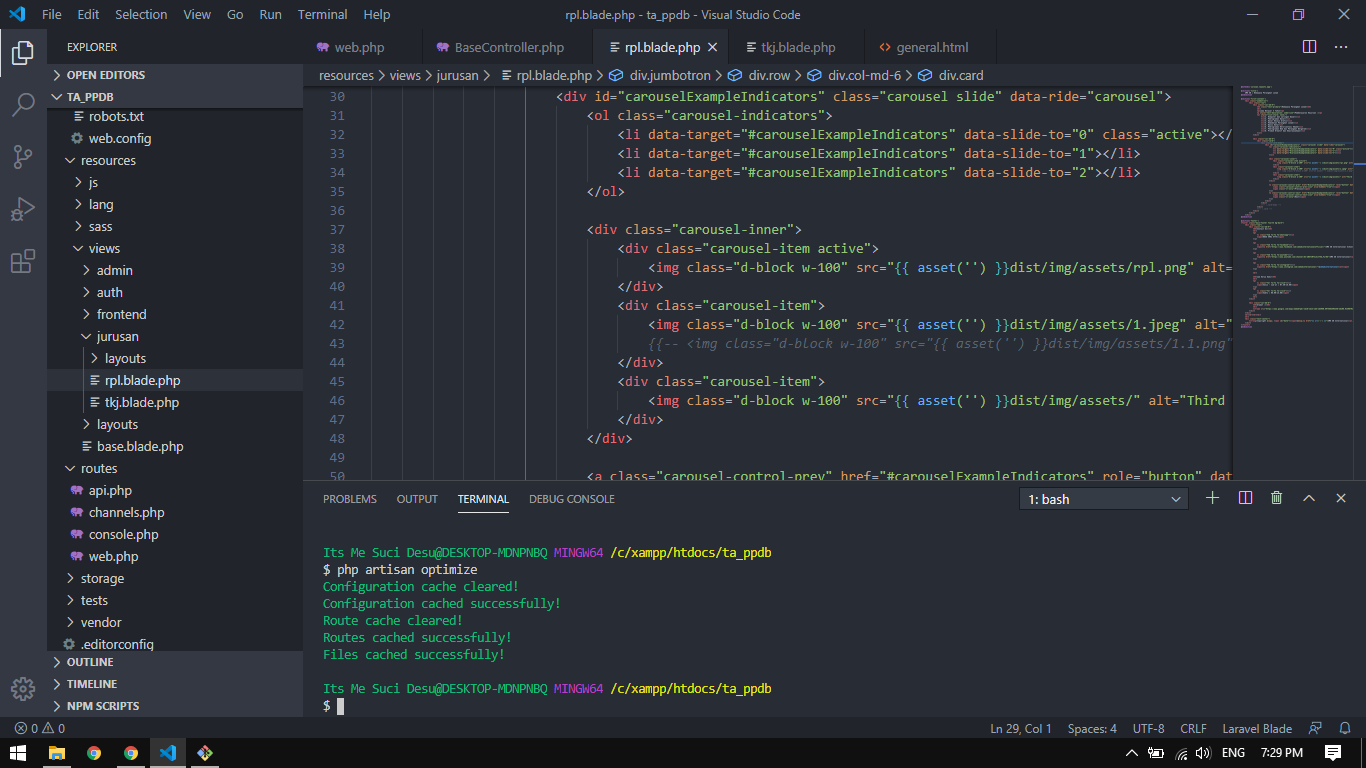 File Edit Selection View Go Run Terminal Help
rpl.blade.php - ta_ppdb - Visual Studio Code
EXPLORER
OPEN EDITORS
TA_PPDB
robots.txt
web.config
resources
js
lang
sass
views
admin
auth
frontend
jurusan
layouts
rpl.blade.php
tkj.blade.php
layouts
base.blade.php
routes
api.php
channels.php
console.php
web.php
storage
tests
vendor
.editorconfig
OUTLINE
TIMELINE
NPM SCRIPTS
web.php BaseController.php rpl.blade.php tkj.blade.php general.html
resources > views > jurusan > rpl.blade.php > div.jumbotron > div.row > div.col-md-6 > div.card
30 <div id="carouselExampleIndicators" class="carousel slide" data-ride="carousel">
31 <ol class="carousel-indicators">
32 <li data-target="#carouselExampleIndicators" data-slide-to="0" class="active"></
33 <li data-target="#carouselExampleIndicators" data-slide-to="1"></li>
34 <li data-target="#carouselExampleIndicators" data-slide-to="2"></li>
35 </ol>
36
37 <div class="carousel-inner">
38 <div class="carousel-item active">
39 <img class="d-block w-100" src="{{ asset('') }}dist/img/assets/rpl.png" alt=
40 </div>
41 <div class="carousel-item">
42 <img class="d-block w-100" src="{{ asset('') }}dist/img/assets/1.jpeg" alt="
43 {{-- <img class="d-block w-100" src="{{ asset('') }}dist/img/assets/1.1.png"
44 </div>
45 <div class="carousel-item">
46 <img class="d-block w-100" src="{{ asset('') }}dist/img/assets/" alt="Third
47 </div>
48 </div>
49
50 <a class="carousel-control-prev" href="#carouselExampleIndicators" role="button" dat
PROBLEMS OUTPUT TERMINAL DEBUG CONSOLE
1: bash
Its Me Suci Desu@DESKTOP-MDNPNBQ MINGW64 /c/xampp/htdocs/ta_ppdb
$ php artisan optimize
Configuration cache cleared!
Configuration cached successfully!
Route cache cleared!
Routes cached successfully!
Files cached successfully!
Its Me Suci Desu@DESKTOP-MDNPNBQ MINGW64 /c/xampp/htdocs/ta_ppdb
$
0 0
Ln 29, Col 1 Spaces: 4 UTF-8 CRLF Laravel Blade
ENG 7:29 PM